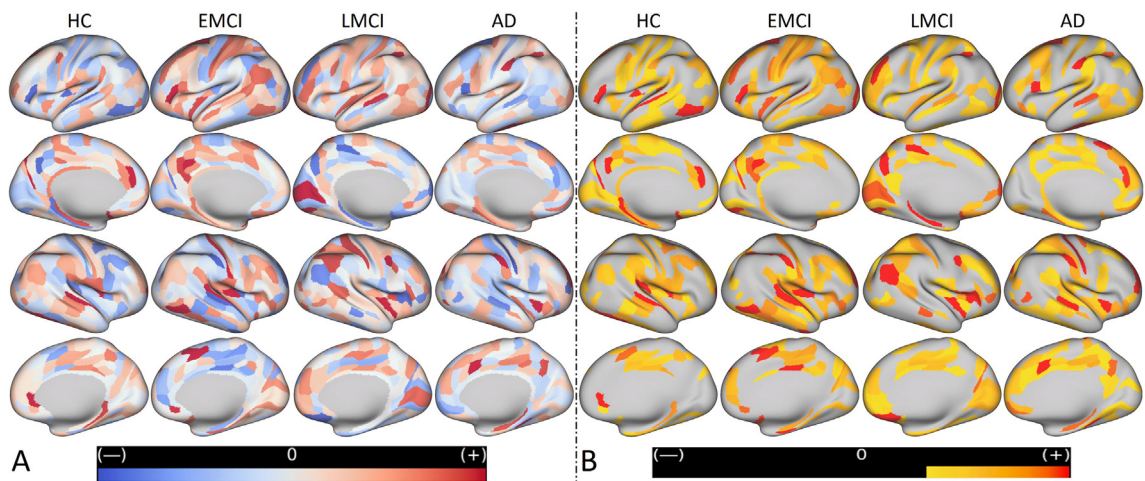 HC EMCI LMCI AD HC EMCI LMCI AD
A (—) 0 (+) B (—) 0 (+)